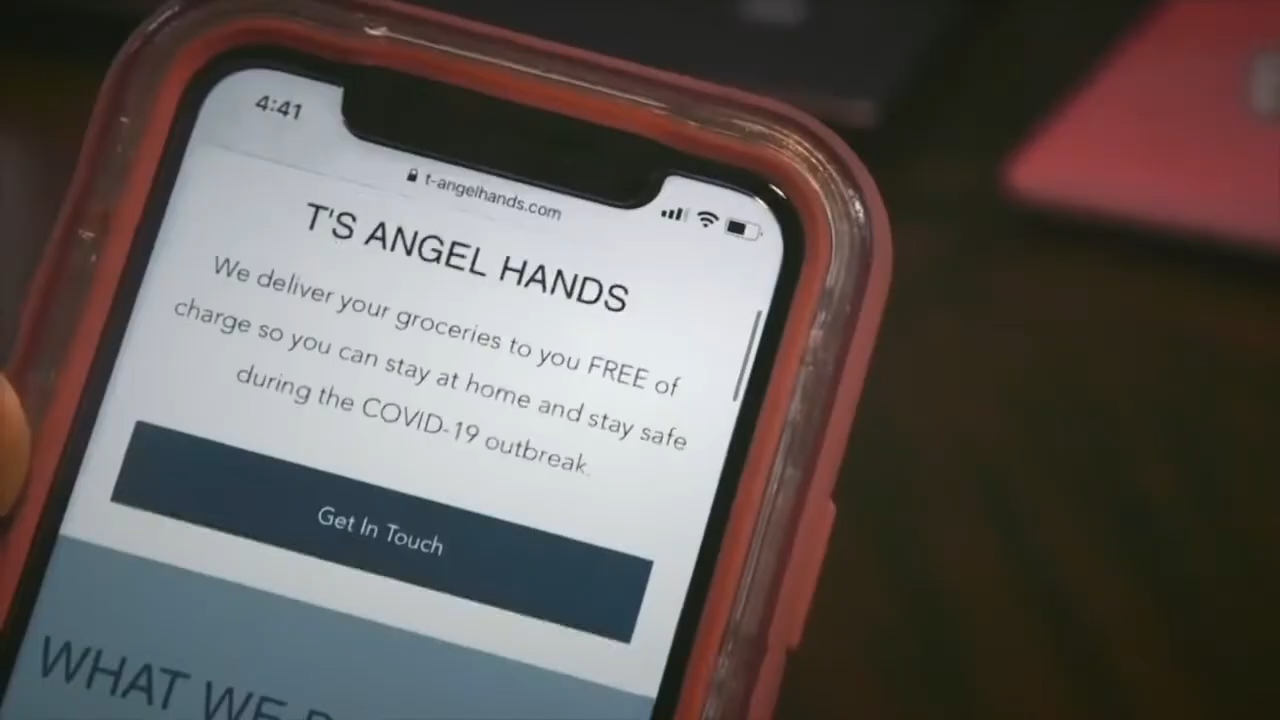 4:41
t-angelhands.com
T'S ANGEL HANDS
We deliver your groceries to you FREE of
charge so you can stay at home and stay safe
during the COVID-19 outbreak.
Get In Touch
WHAT WE